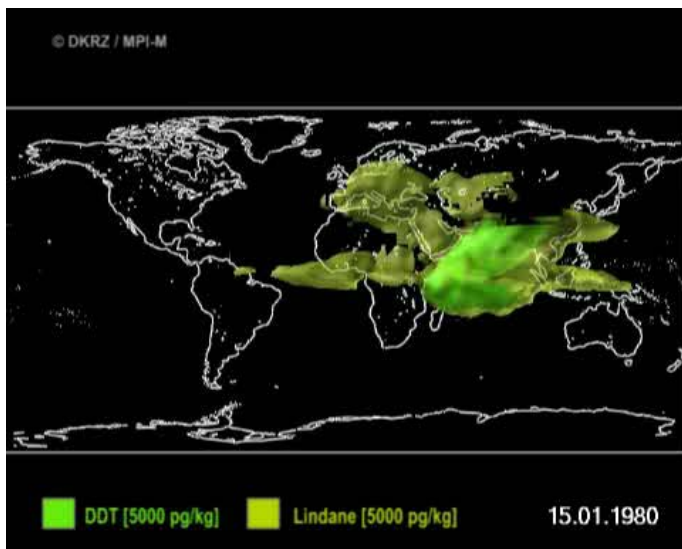 © DKRZ / MPI-M
DDT [5000 pg/kg] Lindane [5000 pg/kg] 15.01.1980